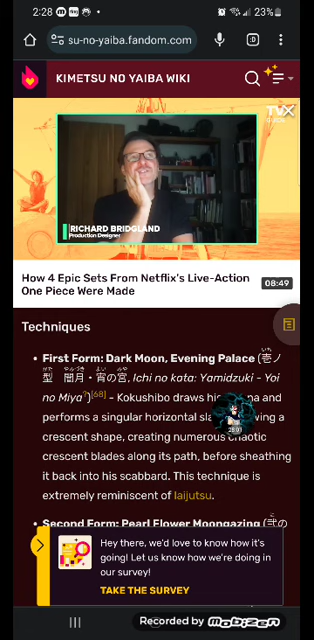 2:28
23%
su-no-yaiba.fandom.com
KIMETSU NO YAIBA WIKI
TVX
RICHARD BRIDGLAND
Production Designer
How 4 Epic Sets From Netflix's Live-Action
One Piece Were Made
08:49
Techniques
• First Form: Dark Moon, Evening Palace (壱ノ
型 闇月・宵の宮, Ichi no kata: Yamidzuki - Yoi
no Miya?)[68] - Kokushibo draws his and
performs a singular horizontal a
crescent shape, creating numerous chaotic
crescent blades along its path, before sheathing
it back into his scabbard. This technique is
extremely reminiscent of Iaijutsu.
• Second Form: Pearl Flower Moongazing (弐の
Hey there, we'd love to know how it's
going! Let us know how we're doing in
our survey!
TAKE THE SURVEY
Recorded by Mobizen